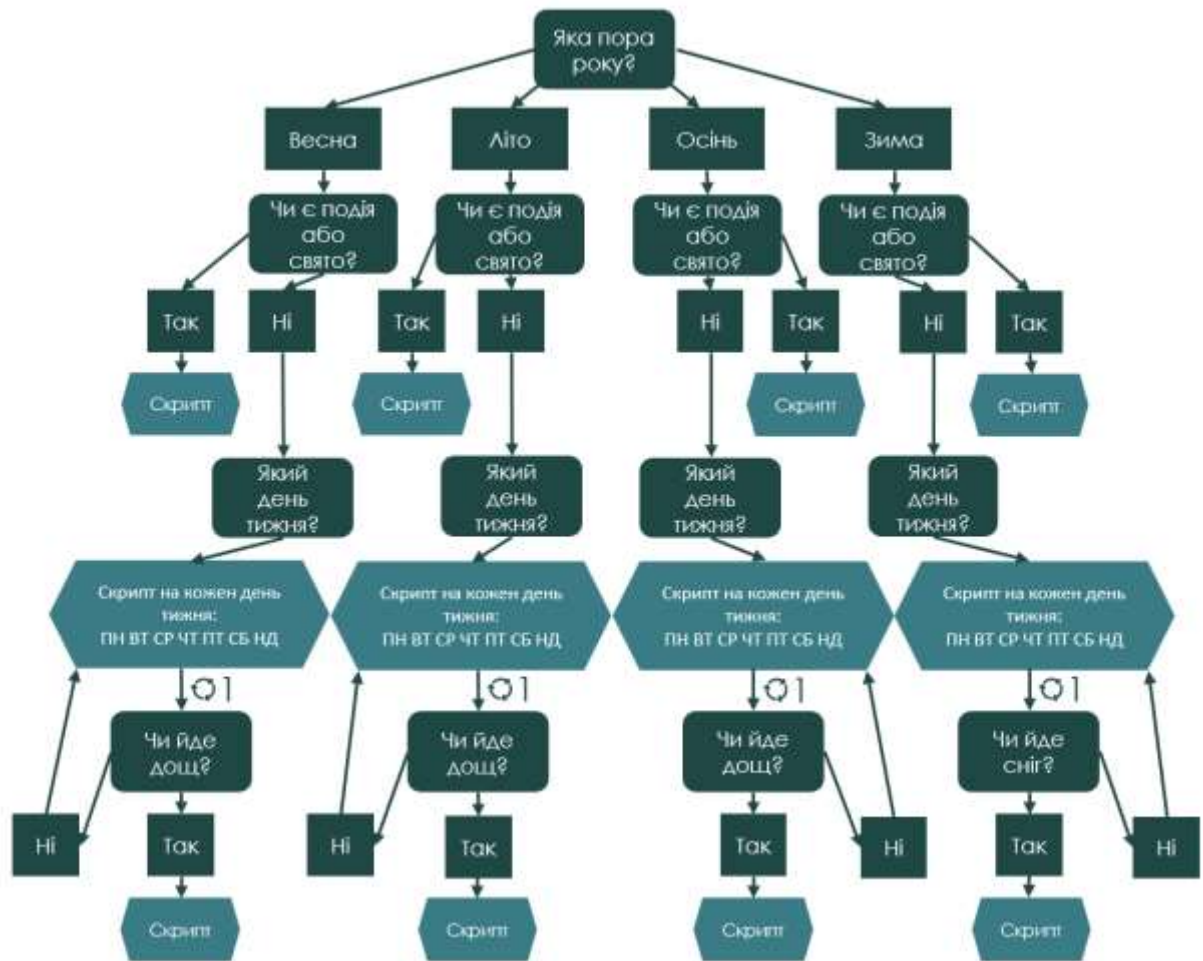 Яка пора
року?
Весна
Літо
Осінь
Зима
Чи є подія
або
свято?
Чи є подія
або
свято?
Чи є подія
або
свято?
Чи є подія
або
свято?
Так
Ні
Так
Ні
Ні
Так
Ні
Так
Скрипт
Скрипт
Скрипт
Скрипт
Який
день
тижня?
Який
день
тижня?
Який
день
тижня?
Який
день
тижня?
Скрипт на кожен день
тижня:
ПН ВТ СР ЧТ ПТ СБ НД
Скрипт на кожен день
тижня:
ПН ВТ СР ЧТ ПТ СБ НД
Скрипт на кожен день
тижня:
ПН ВТ СР ЧТ ПТ СБ НД
Скрипт на кожен день
тижня:
ПН ВТ СР ЧТ ПТ СБ НД
1
1
1
1
Чи йде
дощ?
Чи йде
дощ?
Чи йде
дощ?
Чи йде
сніг?
Ні
Так
Ні
Так
Так
Ні
Так
Ні
Скрипт
Скрипт
Скрипт
Скрипт